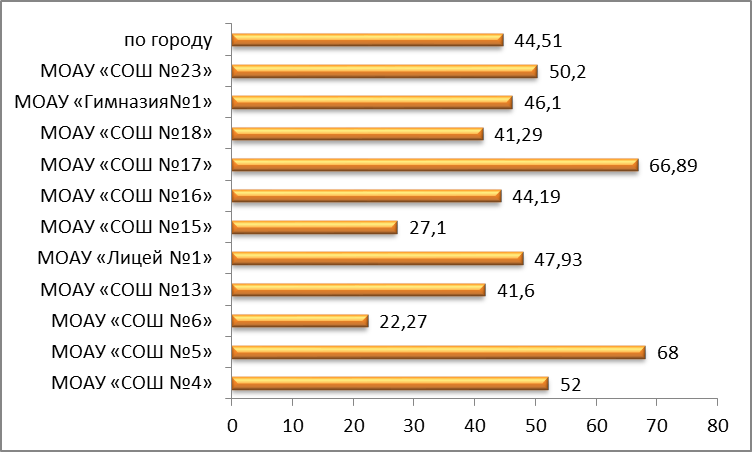 по городу 44,51
МОАУ «СОШ №23» 50,2
МОАУ «Гимназия№1» 46,1
МОАУ «СОШ №18» 41,29
МОАУ «СОШ №17» 66,89
МОАУ «СОШ №16» 44,19
МОАУ «СОШ №15» 27,1
МОАУ «Лицей №1» 47,93
МОАУ «СОШ №13» 41,6
МОАУ «СОШ №6» 22,27
МОАУ «СОШ №5» 68
МОАУ «СОШ №4» 52
0 10 20 30 40 50 60 70 80